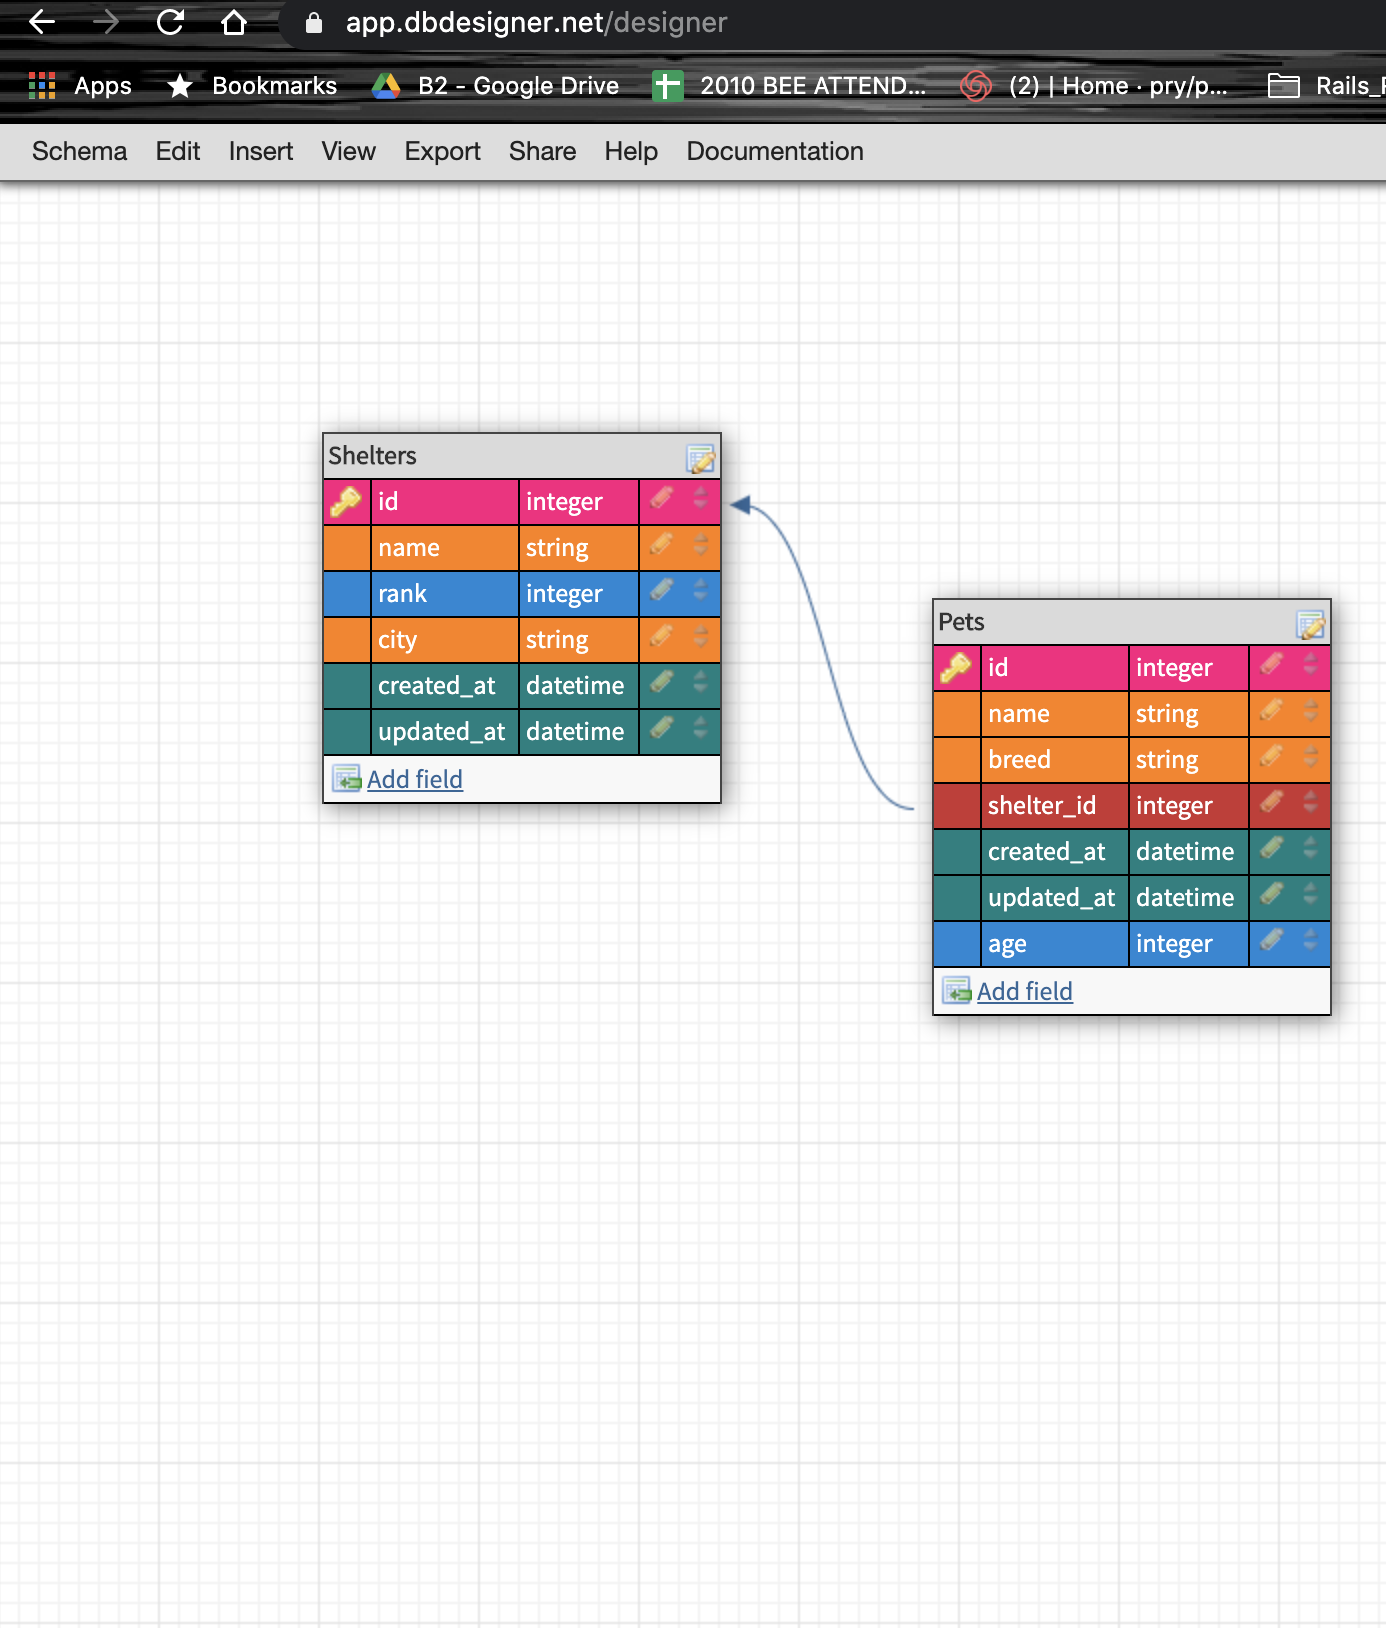 app.dbdesigner.net/designer
Apps Bookmarks B2 - Google Drive 2010 BEE ATTEND... (2) | Home · pry/p... Rails_
Schema Edit Insert View Export Share Help Documentation
Shelters
id integer
name string
rank integer
city string
created_at datetime
updated_at datetime
Add field
Pets
id integer
name string
breed string
shelter_id integer
created_at datetime
updated_at datetime
age integer
Add field